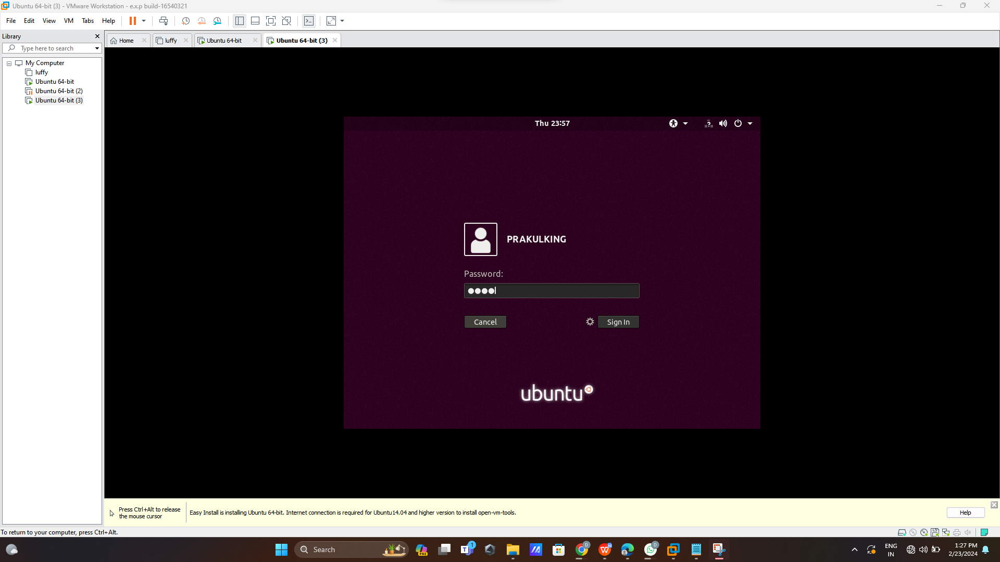 Ubuntu 64-bit (3) - VMware Workstation - e.x.p build-16540321
File Edit View VM Tabs Help
Library
Home
luffy
Ubuntu 64-bit
Ubuntu 64-bit (3)
Type here to search
My Computer
luffy
Ubuntu 64-bit
Ubuntu 64-bit (2)
Ubuntu 64-bit (3)
Thu 23:57
PRAKULKING
Password:
Cancel
Sign In
ubuntu
Press Ctrl+Alt to release
the mouse cursor
Easy Install is installing Ubuntu 64-bit. Internet connection is required for Ubuntu14.04 and higher version to install open-vm-tools.
Help
To return to your computer, press Ctrl+Alt.
Search
PRE
T
1
D
W
D
ENG
IN
1:27 PM
2/23/2024